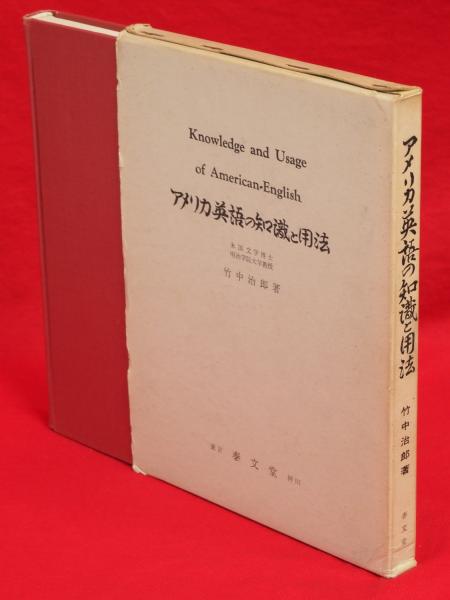 Knowledge and Usage
of American-English
アメリカ英語の知識と用法
米国文学博士
明治学院大学教授
竹中治郎著
東京 泰文堂 神田
アメリカ英語の知識と用法
竹中治郎著
泰文堂